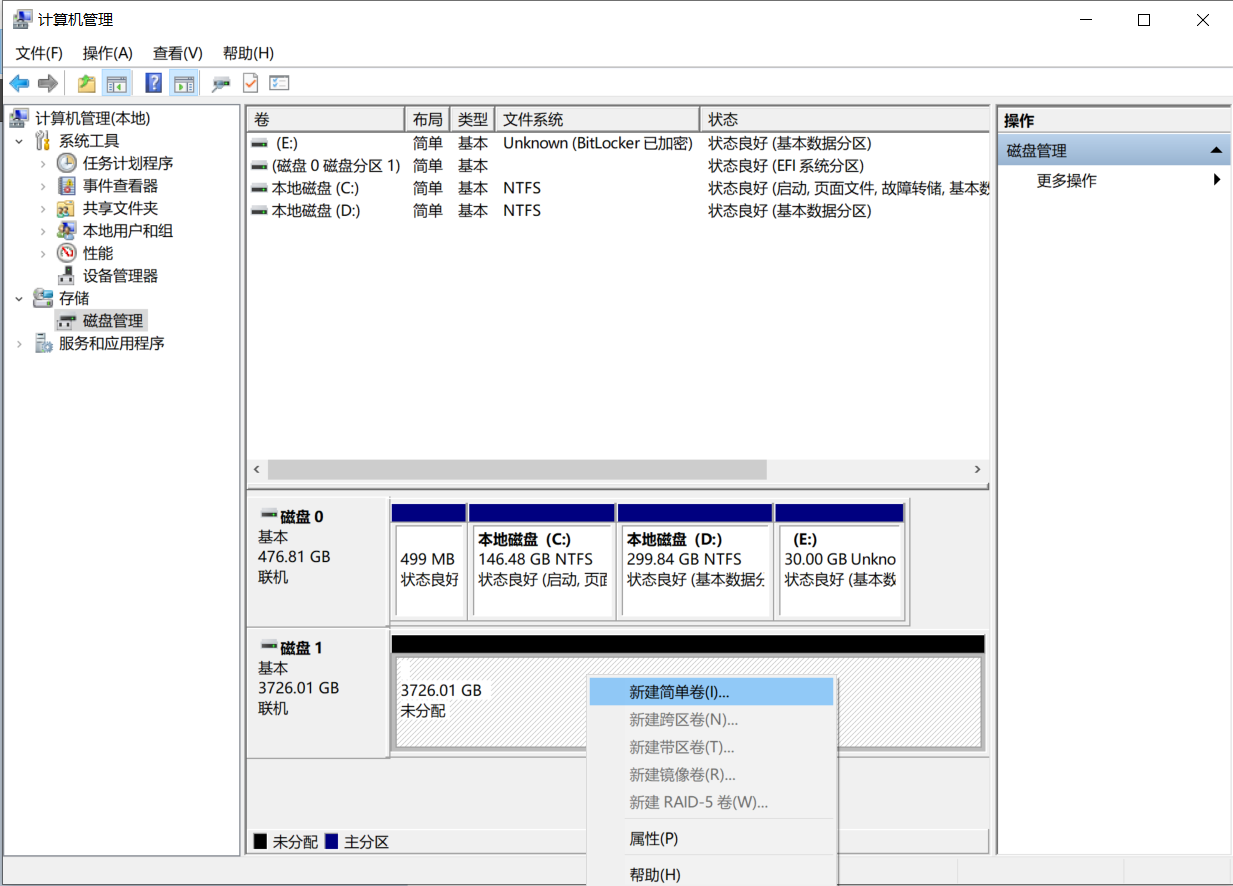 计算机管理
文件(F) 操作(A) 查看(V) 帮助(H)
计算机管理(本地)
系统工具
任务计划程序
事件查看器
共享文件夹
本地用户和组
性能
设备管理器
存储
磁盘管理
服务和应用程序
卷 布局 类型 文件系统 状态
(E:) 简单 基本 Unknown (BitLocker 已加密) 状态良好 (基本数据分区)
(磁盘 0 磁盘分区 1) 简单 基本 状态良好 (EFI 系统分区)
本地磁盘 (C:) 简单 基本 NTFS 状态良好 (启动, 页面文件, 故障转储, 基本数
本地磁盘 (D:) 简单 基本 NTFS 状态良好 (基本数据分区)
磁盘 0
基本
476.81 GB
联机
499 MB
状态良好
本地磁盘 (C:)
146.48 GB NTFS
状态良好 (启动, 页面
本地磁盘 (D:)
299.84 GB NTFS
状态良好 (基本数据分
(E:)
30.00 GB Unkno
状态良好 (基本数
磁盘 1
基本
3726.01 GB
联机
3726.01 GB
未分配
新建简单卷(I)...
新建跨区卷(N)...
新建带区卷(T)...
新建镜像卷(R)...
新建 RAID-5 卷(W)...
属性(P)
帮助(H)
未分配 主分区
操作
磁盘管理
更多操作